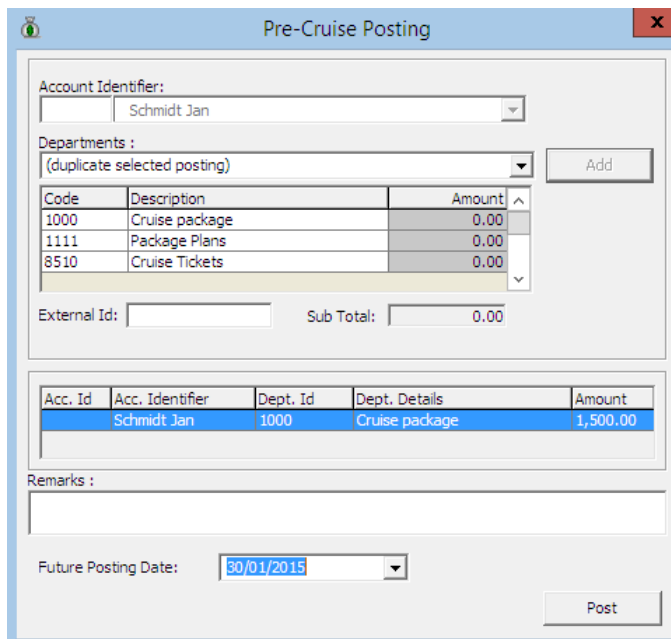 Pre-Cruise Posting
x
Account Identifier:
Schmidt Jan
Departments :
(duplicate selected posting)
Add
Code Description Amount
1000 Cruise package 0.00
1111 Package Plans 0.00
8510 Cruise Tickets 0.00
External Id: Sub Total: 0.00
Acc. Id Acc. Identifier Dept. Id Dept. Details Amount
Schmidt Jan 1000 Cruise package 1,500.00
Remarks :
Future Posting Date: 30/01/2015
Post